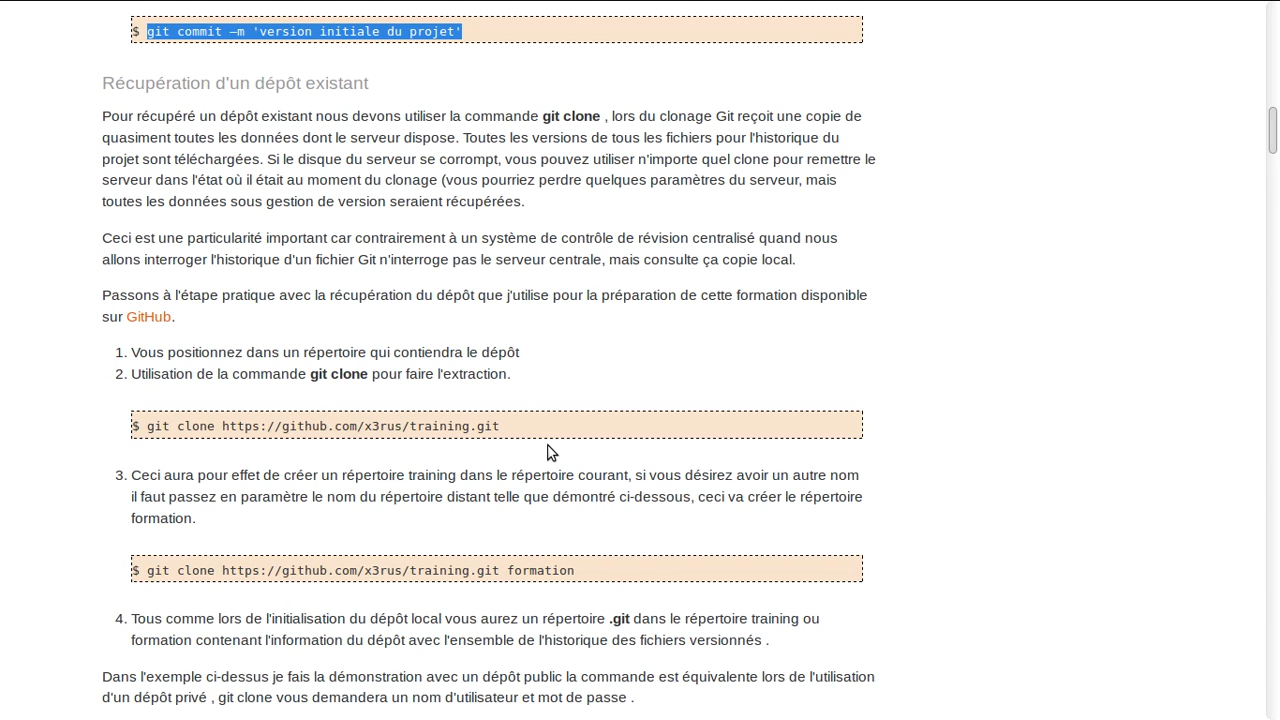 $ git commit –m 'version initiale du projet'
Récupération d'un dépôt existant
Pour récupéré un dépôt existant nous devons utiliser la commande git clone , lors du clonage Git reçoit une copie de
quasiment toutes les données dont le serveur dispose. Toutes les versions de tous les fichiers pour l'historique du
projet sont téléchargées. Si le disque du serveur se corrompt, vous pouvez utiliser n'importe quel clone pour remettre le
serveur dans l'état où il était au moment du clonage (vous pourriez perdre quelques paramètres du serveur, mais
toutes les données sous gestion de version seraient récupérées.
Ceci est une particularité important car contrairement à un système de contrôle de révision centralisé quand nous
allons interroger l'historique d'un fichier Git n'interroge pas le serveur centrale, mais consulte ça copie local.
Passons à l'étape pratique avec la récupération du dépôt que j'utilise pour la préparation de cette formation disponible
sur GitHub.
1. Vous positionnez dans un répertoire qui contiendra le dépôt
2. Utilisation de la commande git clone pour faire l'extraction.
$ git clone https://github.com/x3rus/training.git
3. Ceci aura pour effet de créer un répertoire training dans le répertoire courant, si vous désirez avoir un autre nom
il faut passez en paramètre le nom du répertoire distant telle que démontré ci-dessous, ceci va créer le répertoire
formation.
$ git clone https://github.com/x3rus/training.git formation
4. Tous comme lors de l'initialisation du dépôt local vous aurez un répertoire .git dans le répertoire training ou
formation contenant l'information du dépôt avec l'ensemble de l'historique des fichiers versionnés .
Dans l'exemple ci-dessus je fais la démonstration avec un dépôt public la commande est équivalente lors de l'utilisation
d'un dépôt privé , git clone vous demandera un nom d'utilisateur et mot de passe .